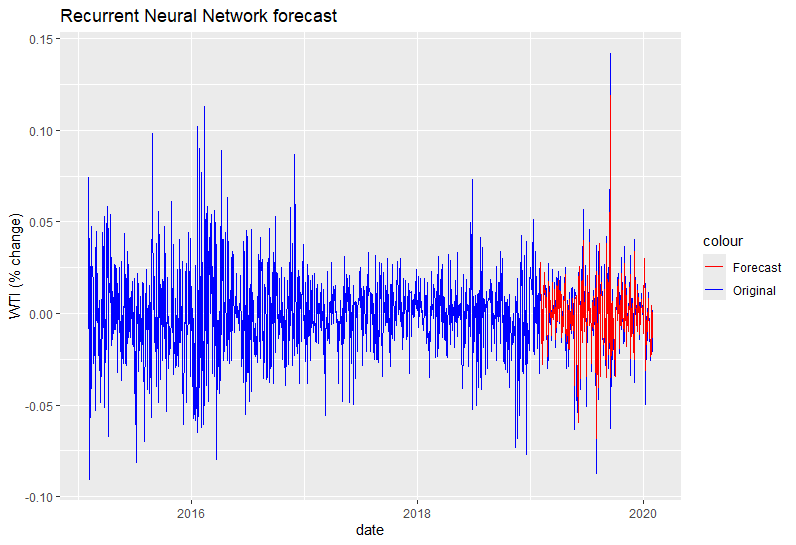 Recurrent Neural Network forecast
WTI (% change)
0.15
0.10
0.05
0.00
-0.05
-0.10
2016
2018
2020
date
colour
Forecast
Original